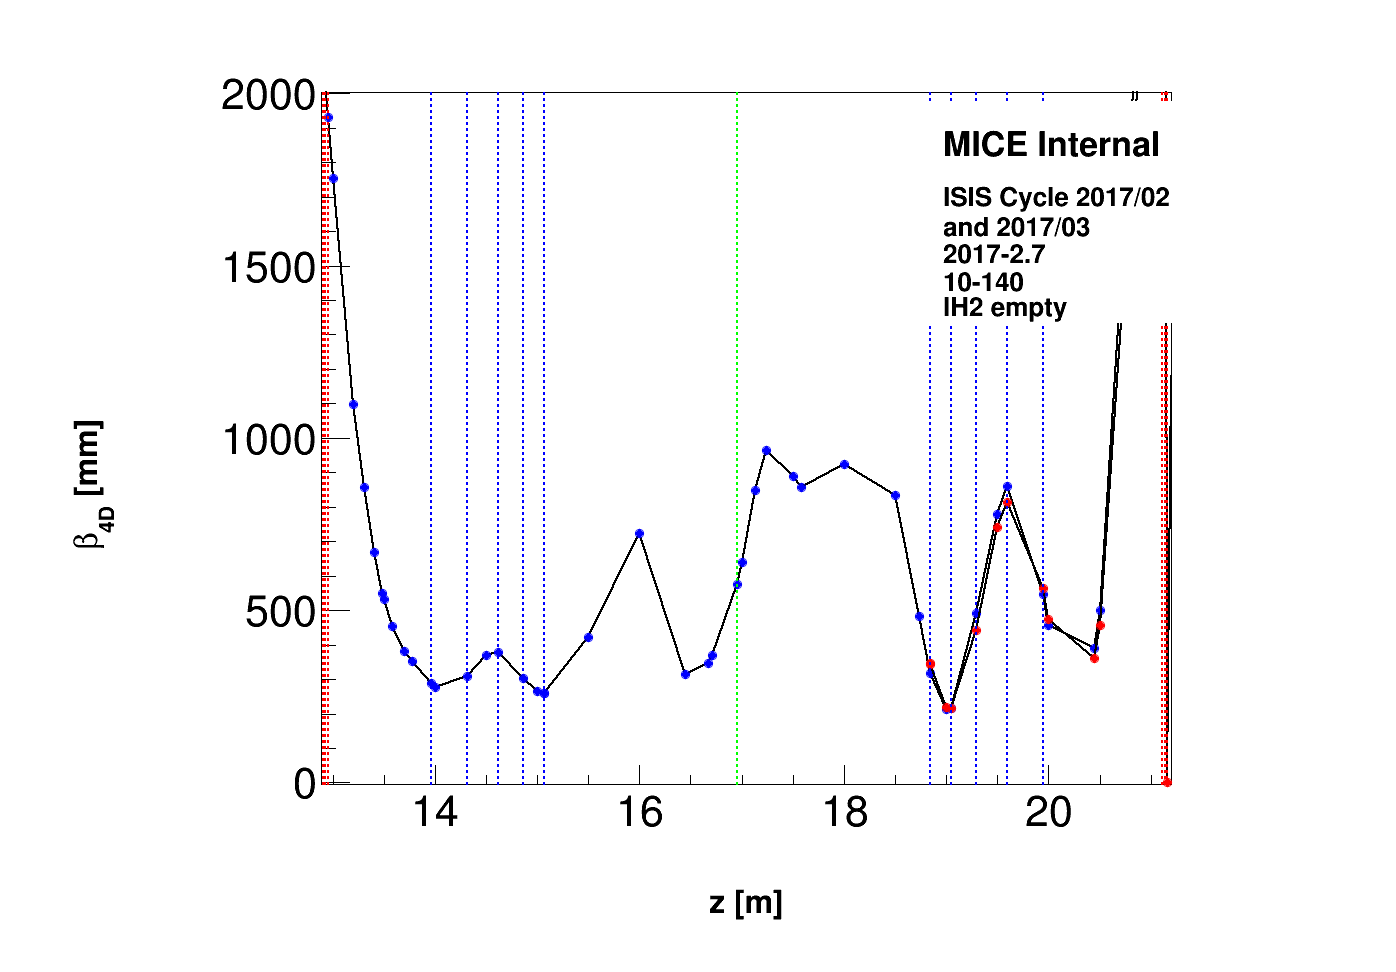 2000
1500
1000
500
0
14 16 18 20
β4D [mm]
z [m]
MICE Internal
ISIS Cycle 2017/02
and 2017/03
2017-2.7
10-140
lH2 empty